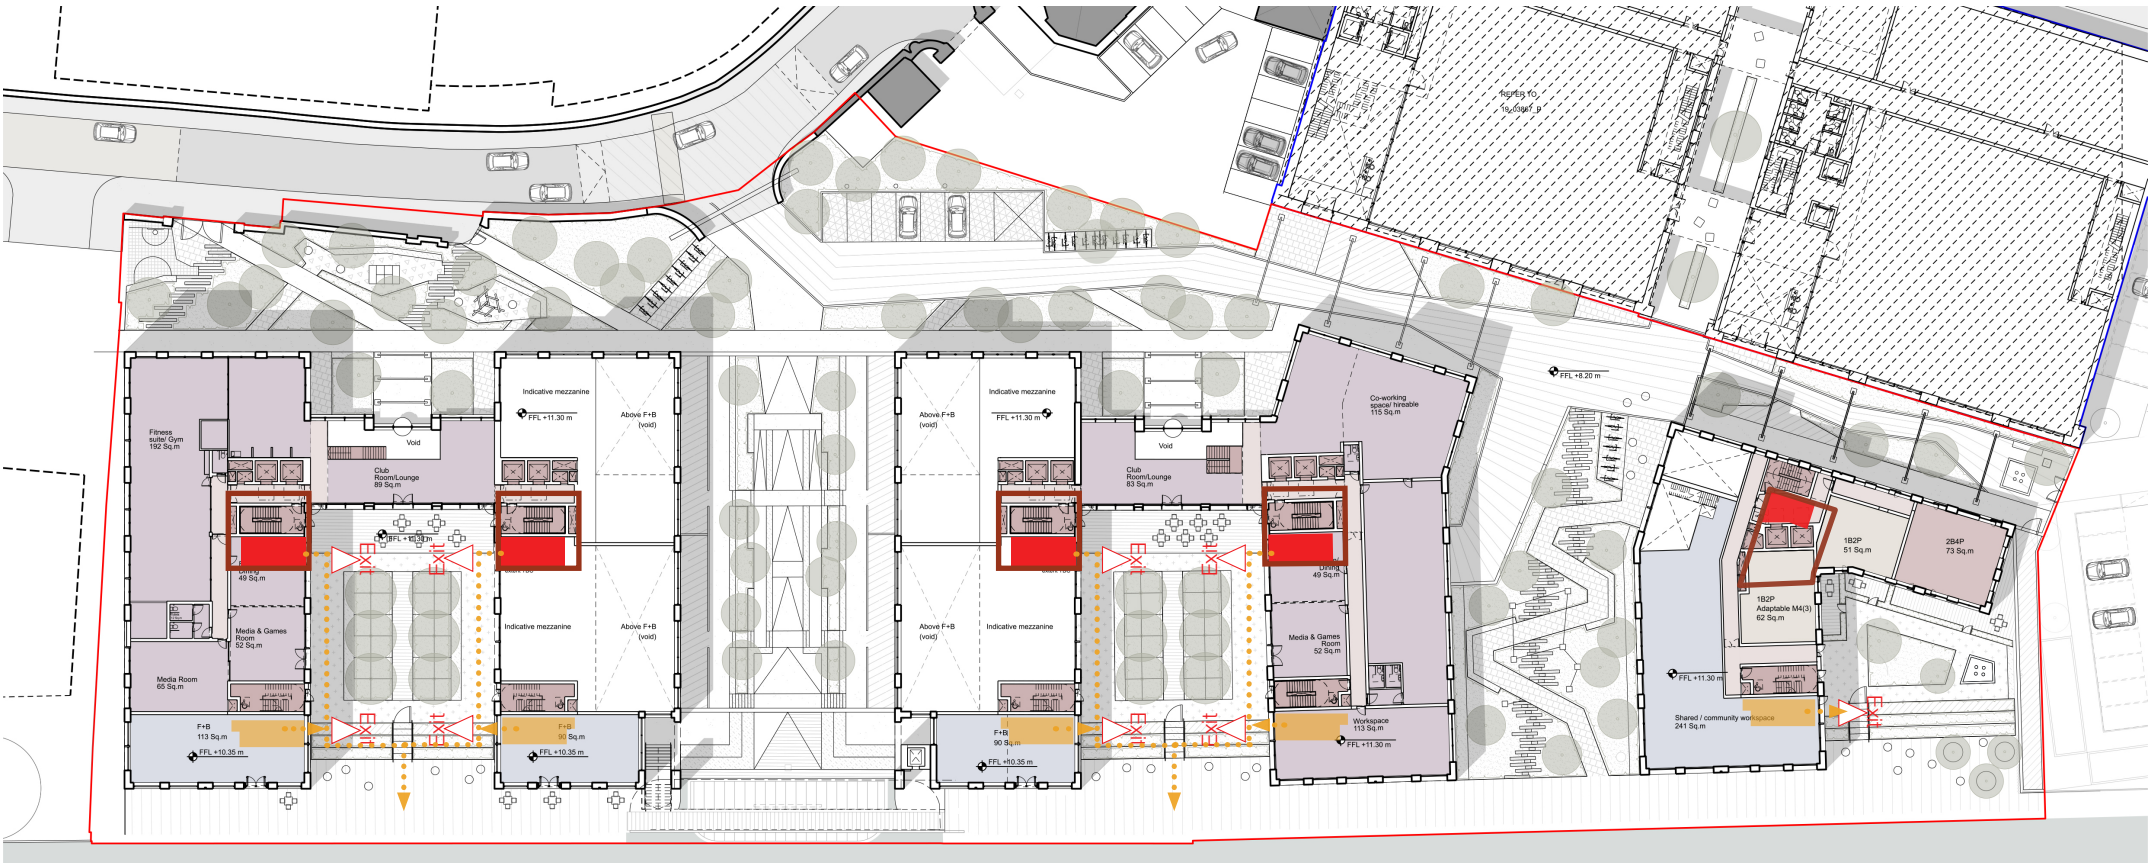 REFER TO
19_03867_P
FFL +8.20 m
Fitness
suite/ Gym
192 Sq.m
Void
Club
Room/Lounge
89 Sq.m
Indicative mezzanine
FFL +11.30 m
Above F+B
(void)
Above F+B
(void)
Indicative mezzanine
FFL +11.30 m
Void
Club
Room/Lounge
83 Sq.m
Co-working
space/ hireable
115 Sq.m
FFL +11.30 m
Exit
Exit
Exit
Exit
Dining
49 Sq.m
Dining
49 Sq.m
1B2P
51 Sq.m
2B4P
73 Sq.m
1B2P
Adaptable M4(3)
62 Sq.m
Media & Games
Room
52 Sq.m
Indicative mezzanine
Above F+B
(void)
Above F+B
(void)
Indicative mezzanine
Media & Games
Room
52 Sq.m
Media Room
65 Sq.m
FFL +11.30 m
F+B
113 Sq.m
FFL +10.35 m
Exit
Exit
F+B
90 Sq.m
FFL +10.35 m
F+B
90 Sq.m
FFL +10.35 m
Exit
Exit
Workspace
113 Sq.m
FFL +11.30 m
Shared / community workspace
241 Sq.m
Exit